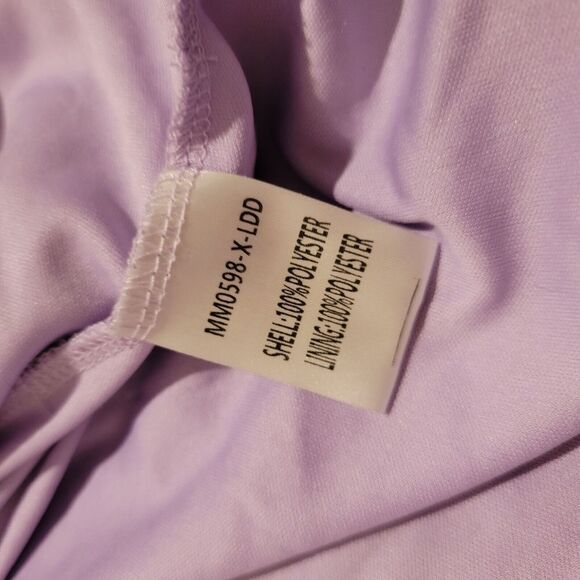 MM0598-X-LDD
SHELL:100%POLYESTER
LINING:100%POLYESTER